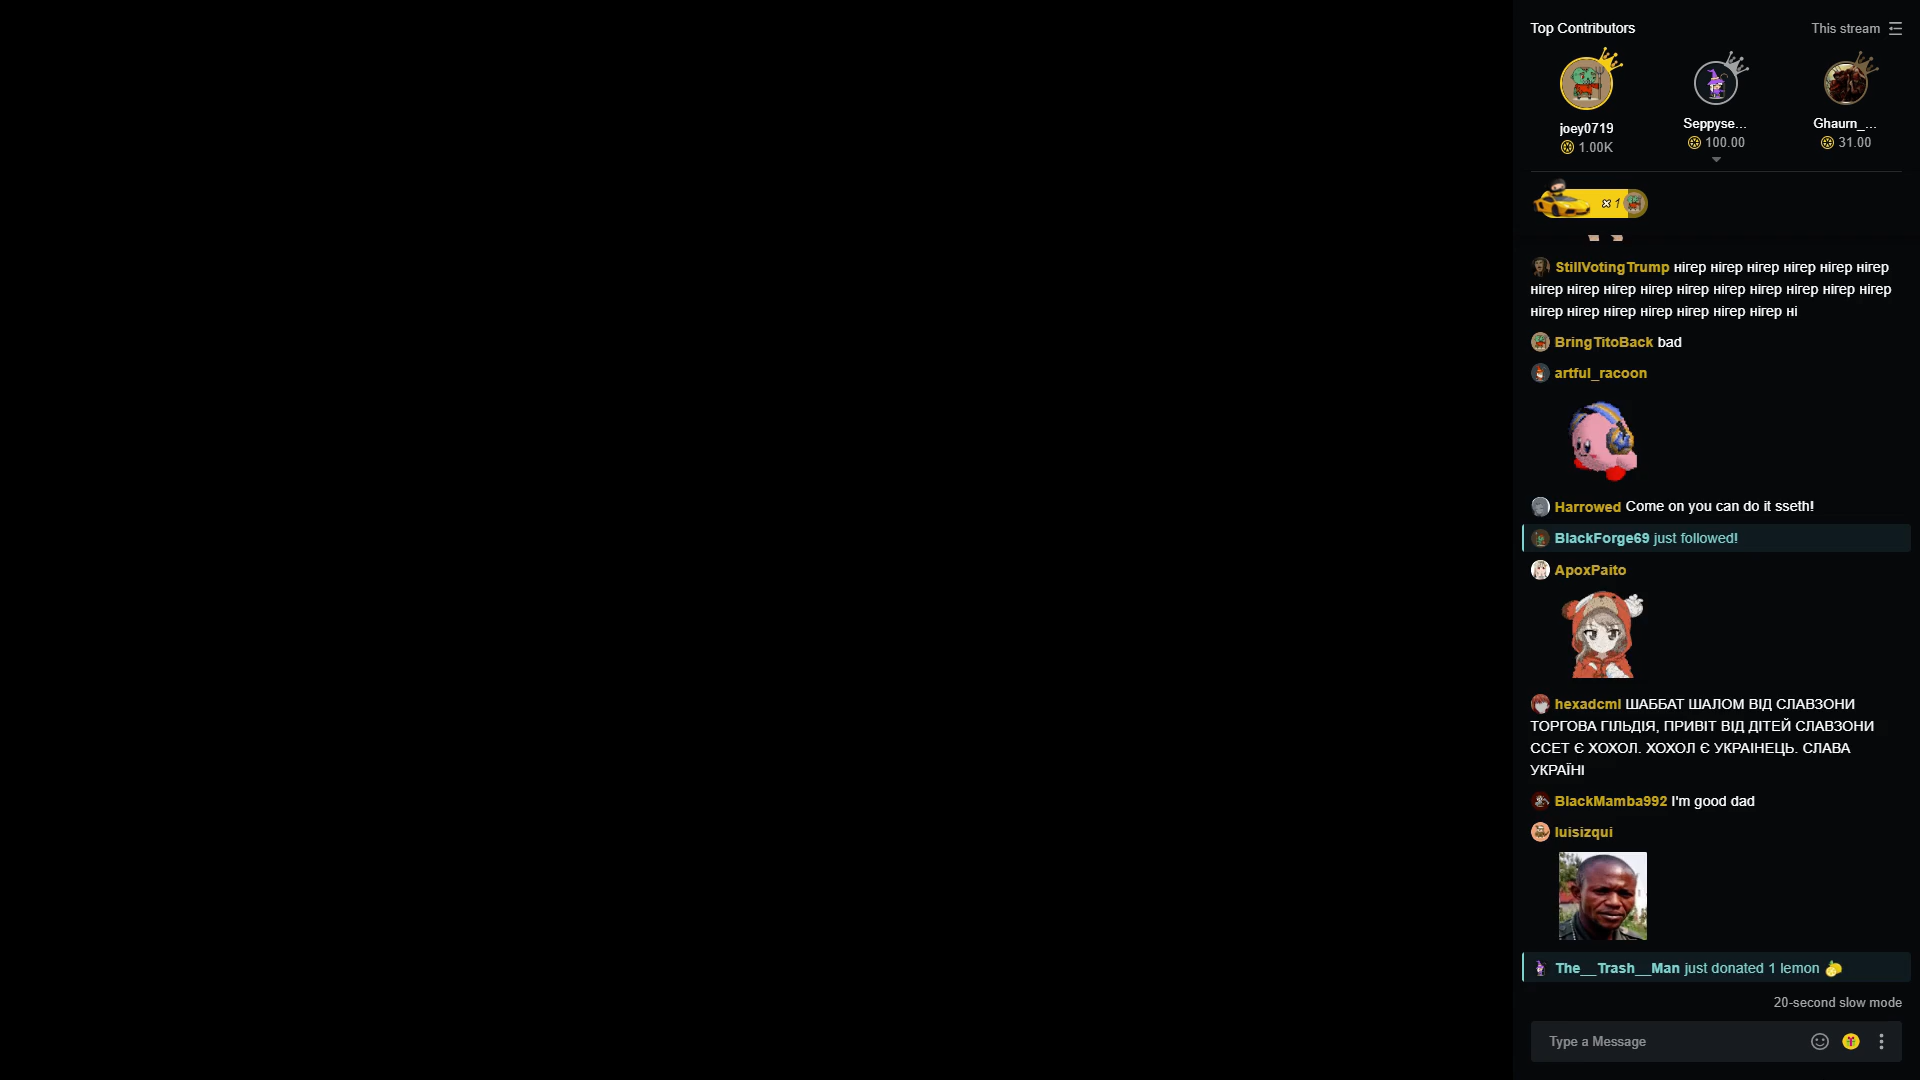 Top Contributors
This stream
joey0719
1.00K
Seppyse...
100.00
Ghaurn_...
31.00
× 1
StillVotingTrump нігер нігер нігер нігер нігер нігер
нігер нігер нігер нігер нігер нігер нігер нігер нігер нігер
нігер нігер нігер нігер нігер нігер нігер ні
BringTitoBack bad
artful_racoon
Harrowed Come on you can do it sseth!
BlackForge69 just followed!
ApoxPaito
hexadcml ШАББАТ ШАЛОМ ВІД СЛАВЗОНИ
ТОРГОВА ГІЛЬДІЯ, ПРИВІТ ВІД ДІТЕЙ СЛАВЗОНИ
ССЕТ Є ХОХОЛ. ХОХОЛ Є УКРАІНЕЦЬ. СЛАВА
УКРАЇНІ
BlackMamba992 I'm good dad
luisizqui
The__Trash__Man just donated 1 lemon
20-second slow mode
Type a Message